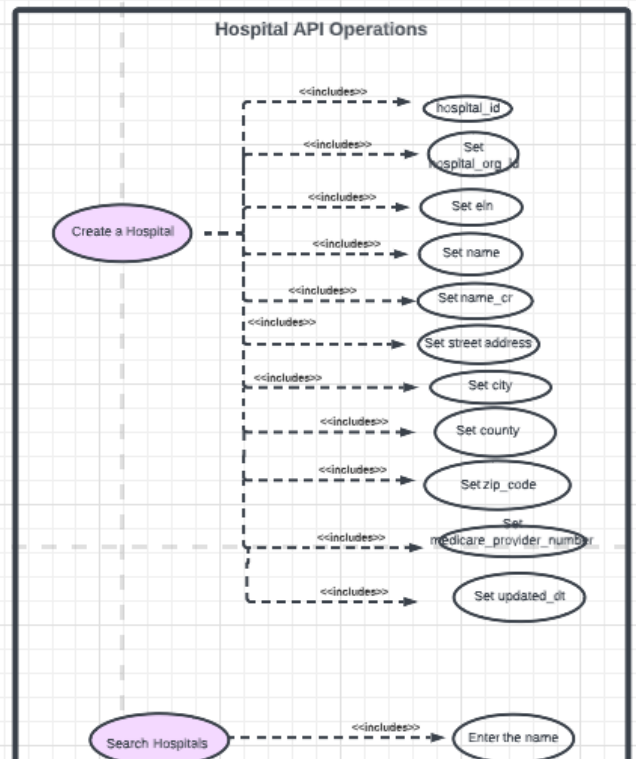 Hospital API Operations
<<includes>>
hospital_id
<<includes>>
Set
hospital_org_id
<<includes>>
Set ein
Create a Hospital
<<includes>>
Set name
<<includes>>
Set name_cr
<<includes>>
Set street address
<<includes>>
Set city
<<includes>>
Set county
<<includes>>
Set zip_code
<<includes>>
Set
medicare_provider_number
<<includes>>
Set updated_dt
<<includes>>
Search Hospitals
Enter the name